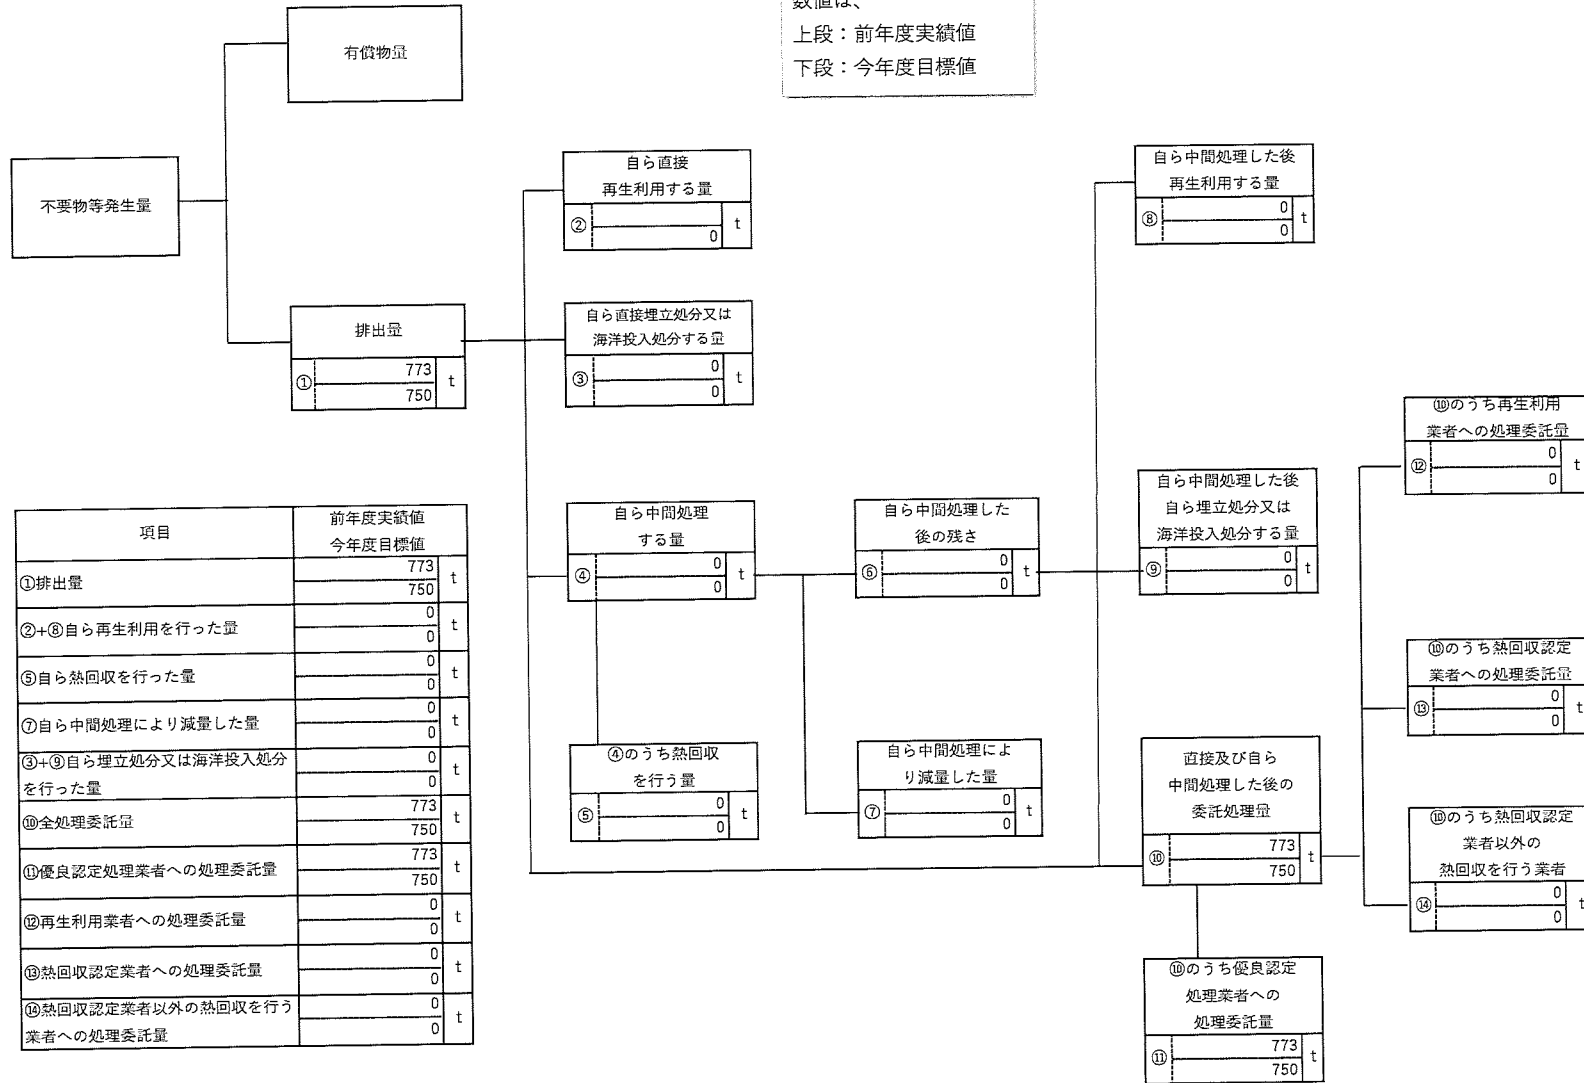 数値は、
上段：前年度実績値
下段：今年度目標値
有償物量
不要物等発生量
排出量
① 773 t
750
自ら直接
再生利用する量
② t
0
自ら直接埋立処分又は
海洋投入処分する量
③ 0 t
0
自ら中間処理
する量
④ 0 t
0
④のうち熱回収
を行う量
⑤ 0 t
0
自ら中間処理した
後の残さ
⑥ 0 t
0
自ら中間処理によ
り減量した量
⑦ 0 t
0
自ら中間処理した後
再生利用する量
⑧ 0 t
0
自ら中間処理した後
自ら埋立処分又は
海洋投入処分する量
⑨ 0 t
0
直接及び自ら
中間処理した後の
委託処理量
⑩ 773 t
750
⑩のうち優良認定
処理業者への
処理委託量
⑪ 773 t
750
⑩のうち再生利用
業者への処理委託量
⑫ 0 t
0
⑩のうち熱回収認定
業者への処理委託量
⑬ 0 t
0
⑩のうち熱回収認定
業者以外の
熱回収を行う業者
⑭ 0 t
0
項目 前年度実績値
今年度目標値
①排出量 773 t
750
②+⑧自ら再生利用を行った量 0 t
0
⑤自ら熱回収を行った量 0 t
0
⑦自ら中間処理により減量した量 0 t
0
③+⑨自ら埋立処分又は海洋投入処分 0 t
を行った量 0
⑩全処理委託量 773 t
750
⑪優良認定処理業者への処理委託量 773 t
750
⑫再生利用業者への処理委託量 0 t
0
⑬熱回収認定業者への処理委託量 0 t
0
⑭熱回収認定業者以外の熱回収を行う 0 t
業者への処理委託量 0